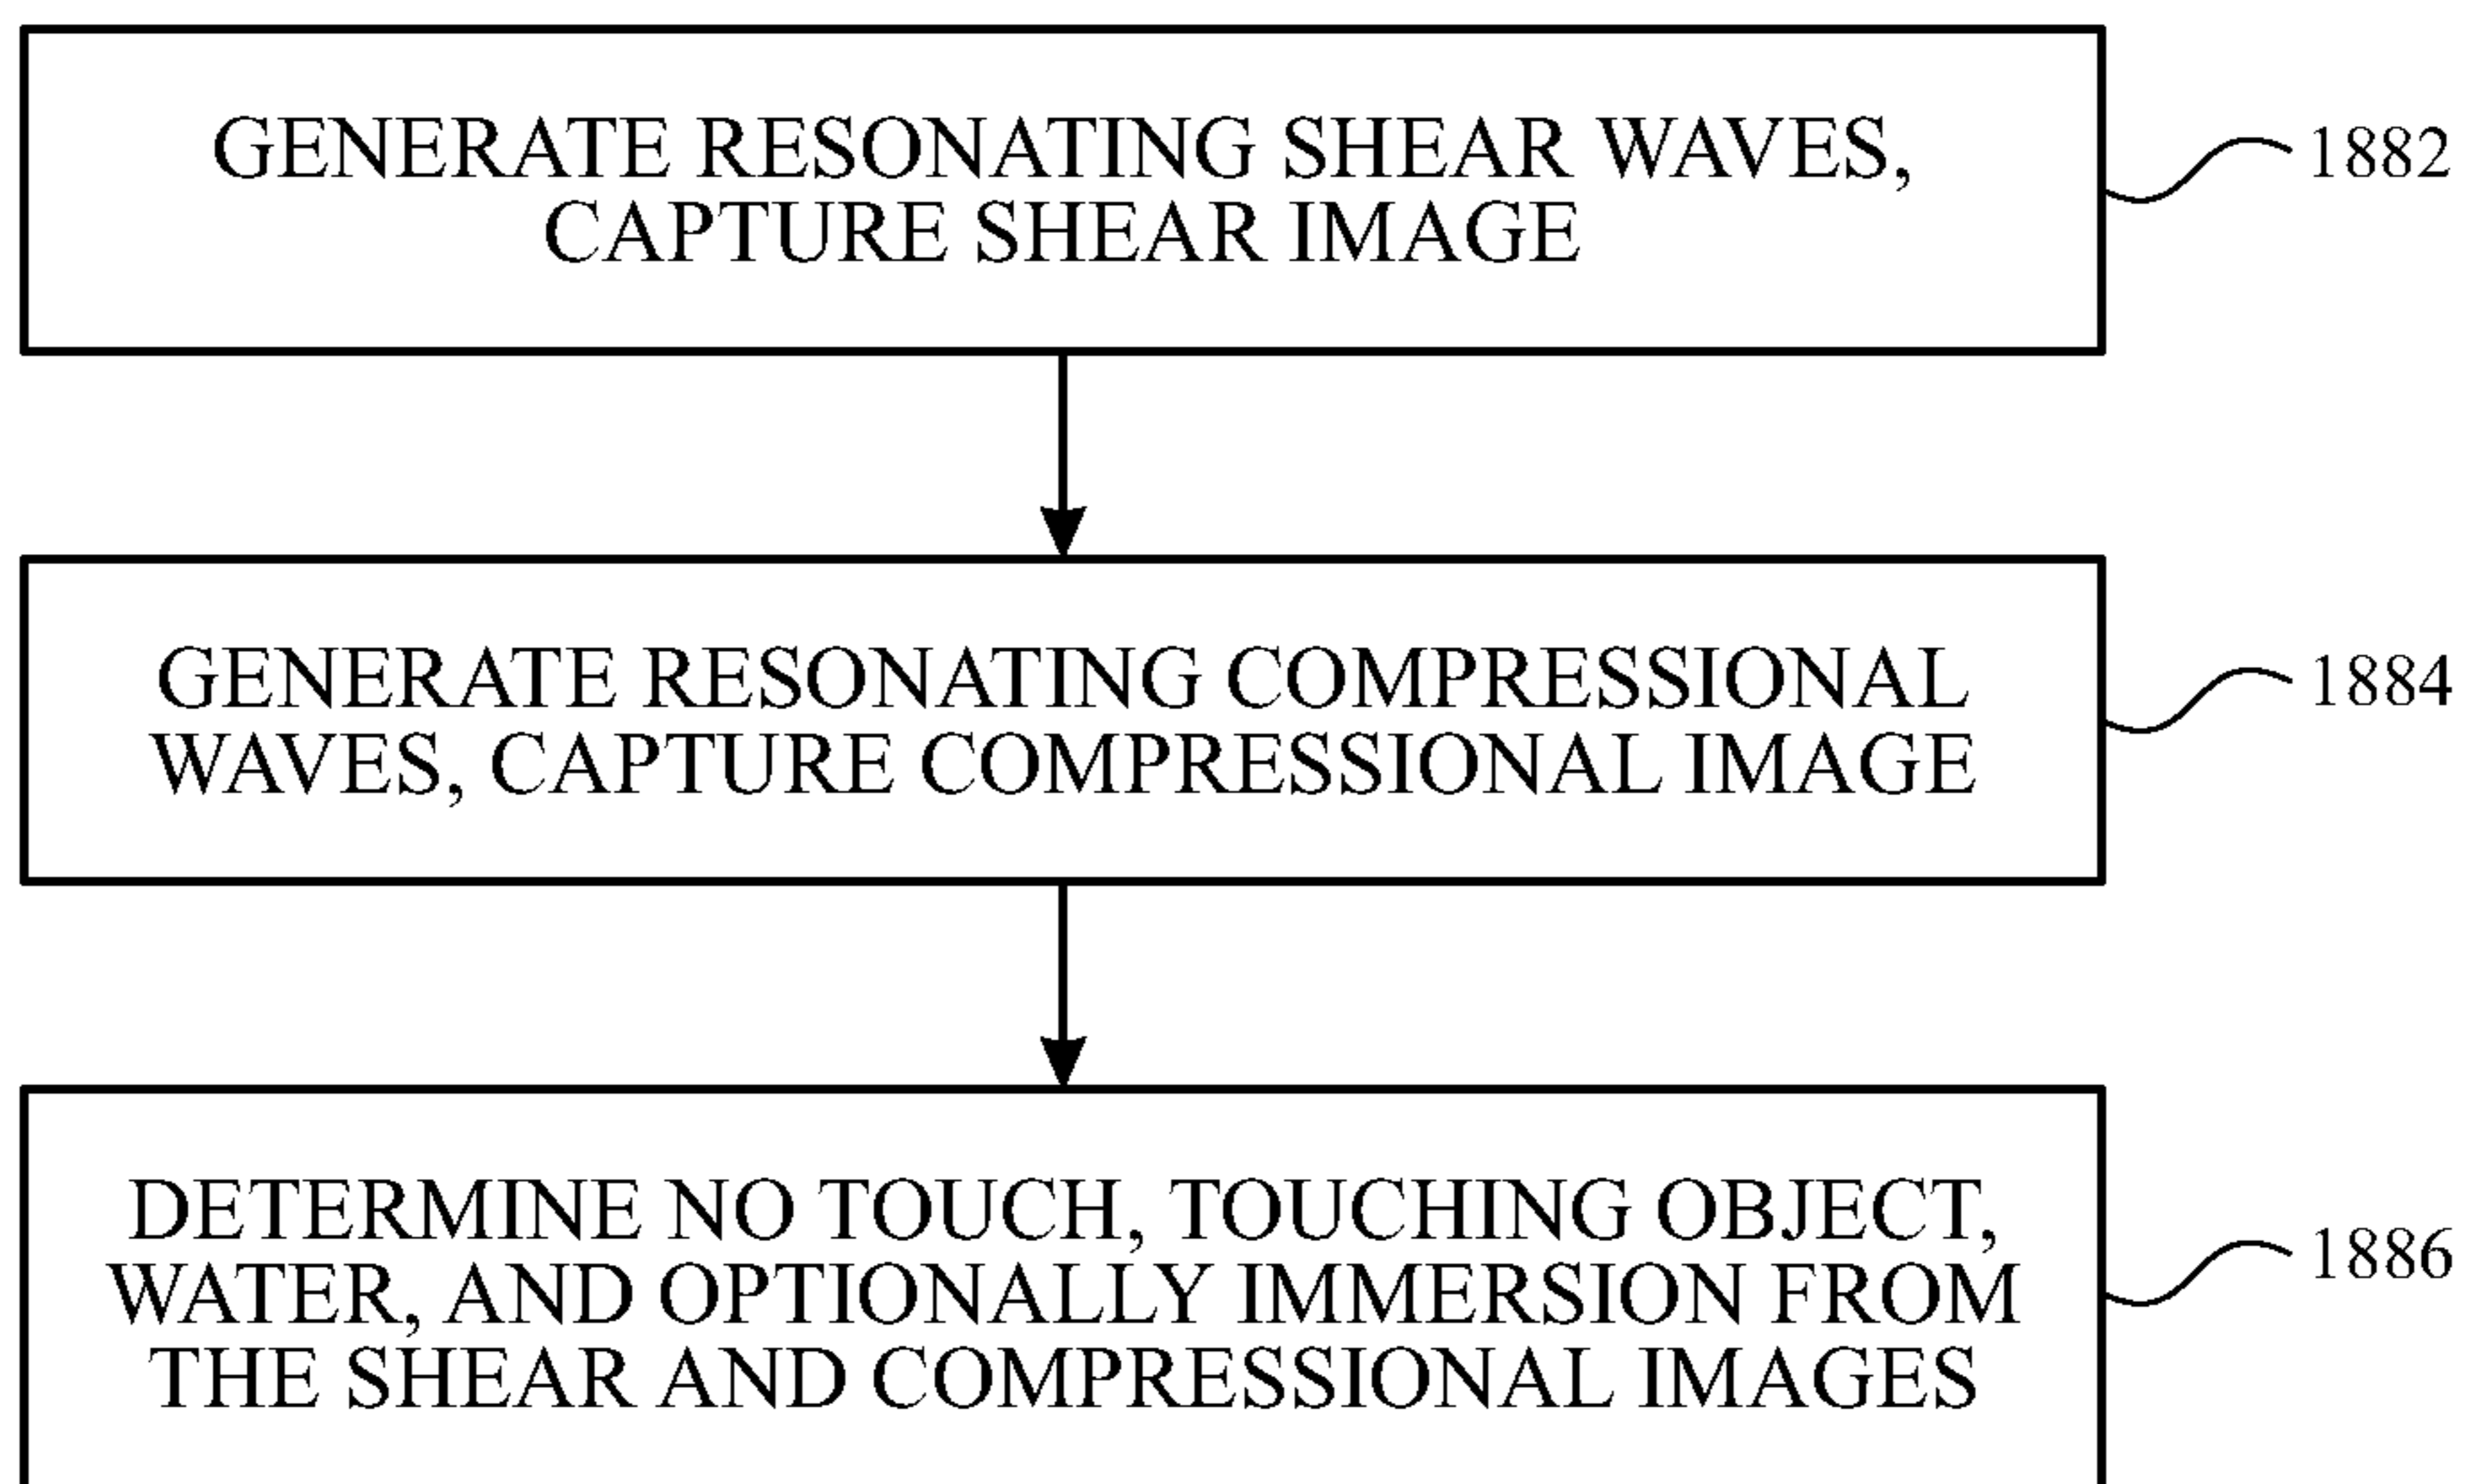 GENERATE RESONATING SHEAR WAVES,
CAPTURE SHEAR IMAGE
1882
GENERATE RESONATING COMPRESSIONAL
WAVES, CAPTURE COMPRESSIONAL IMAGE
1884
DETERMINE NO TOUCH, TOUCHING OBJECT,
WATER, AND OPTIONALLY IMMERSION FROM
THE SHEAR AND COMPRESSIONAL IMAGES
1886